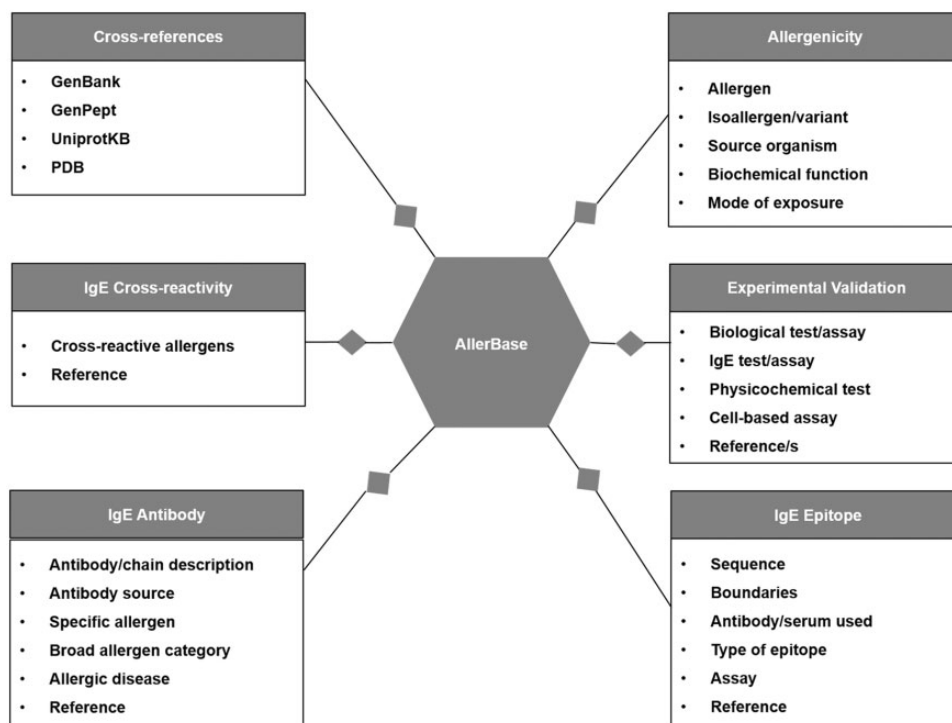 Cross-references
• GenBank
• GenPept
• UniprotKB
• PDB
Allergenicity
• Allergen
• Isoallergen/variant
• Source organism
• Biochemical function
• Mode of exposure
IgE Cross-reactivity
• Cross-reactive allergens
• Reference
AllerBase
Experimental Validation
• Biological test/assay
• IgE test/assay
• Physicochemical test
• Cell-based assay
• Reference/s
IgE Antibody
• Antibody/chain description
• Antibody source
• Specific allergen
• Broad allergen category
• Allergic disease
• Reference
IgE Epitope
• Sequence
• Boundaries
• Antibody/serum used
• Type of epitope
• Assay
• Reference